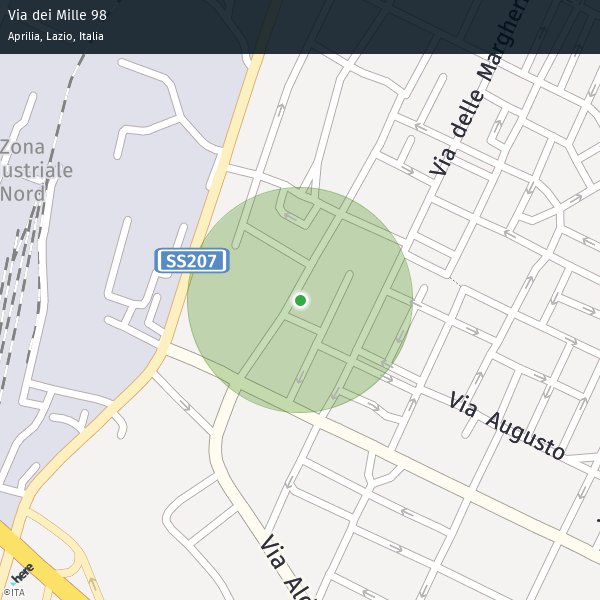 Via dei Mille 98
Aprilia, Lazio, Italia
Via delle Margheri
Zona
ustriale
Nord
SS207
Via Augusto
Via Al
here
©ITA